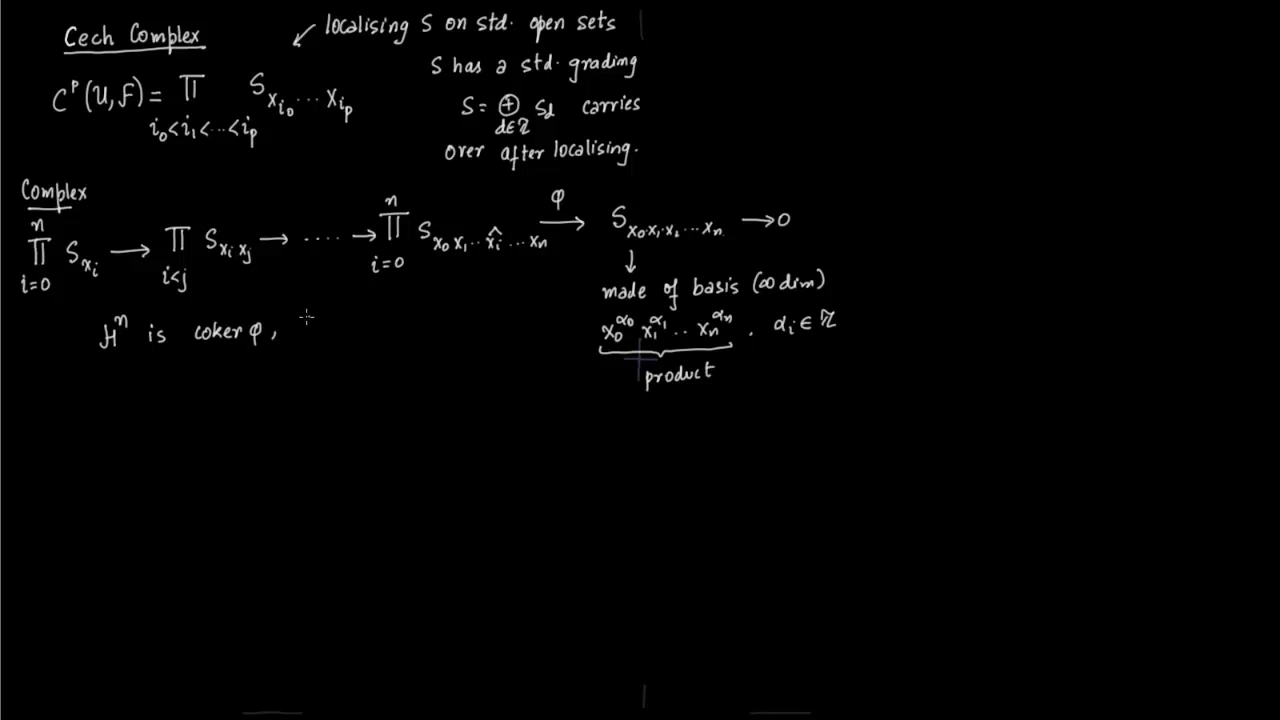 Cech Complex
↙ localising S on std. open sets
S has a std. grading
C^p(U,F) = ∏_{i_0<i_1<...<i_p} S_{x_{i_0}...x_{i_p}}
S = ⊕_{d∈ℤ} S_d carries
over after localising.
Complex
∏_{i=0}^{n} S_{x_i} → ∏_{i<j} S_{x_i x_j} → .... → ∏_{i=0}^{n} S_{x_0 x_1..x̂_i...x_n} →^φ S_{x_0.x_1.x_2....x_n} → 0
↓
made of basis (∞ dim)
x_0^{α_0} x_1^{α_1} .. x_n^{α_n} . α_i ∈ ℤ
product
H^n is coker φ,